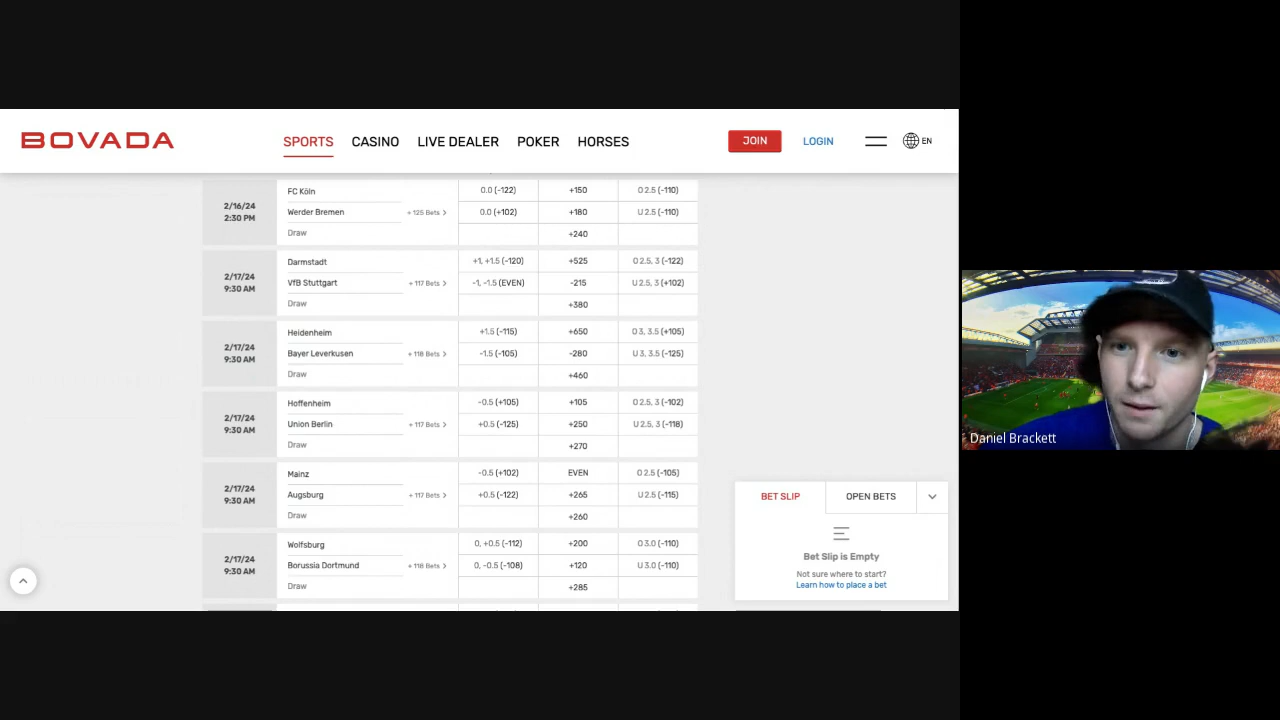 BOVADA
SPORTS CASINO LIVE DEALER POKER HORSES
JOIN LOGIN EN
2/16/24
2:30 PM
FC Köln 0.0 (-122) +150 O 2.5 (-110)
Werder Bremen + 125 Bets > 0.0 (+102) +180 U 2.5 (-110)
Draw +240
2/17/24
9:30 AM
Darmstadt +1, +1.5 (-120) +525 O 2.5, 3 (-122)
VfB Stuttgart + 117 Bets > -1, -1.5 (EVEN) -215 U 2.5, 3 (+102)
Draw +380
2/17/24
9:30 AM
Heidenheim +1.5 (-115) +650 O 3, 3.5 (+105)
Bayer Leverkusen + 118 Bets > -1.5 (-105) -280 U 3, 3.5 (-125)
Draw +460
2/17/24
9:30 AM
Hoffenheim -0.5 (+105) +105 O 2.5, 3 (-102)
Union Berlin + 117 Bets > +0.5 (-125) +250 U 2.5, 3 (-118)
Draw +270
2/17/24
9:30 AM
Mainz -0.5 (+102) EVEN O 2.5 (-105)
Augsburg + 117 Bets > +0.5 (-122) +265 U 2.5 (-115)
Draw +260
2/17/24
9:30 AM
Wolfsburg 0, +0.5 (-112) +200 O 3.0 (-110)
Borussia Dortmund + 118 Bets > 0, -0.5 (-108) +120 U 3.0 (-110)
Draw +285
BET SLIP OPEN BETS
Bet Slip is Empty
Not sure where to start?
Learn how to place a bet
Daniel Brackett